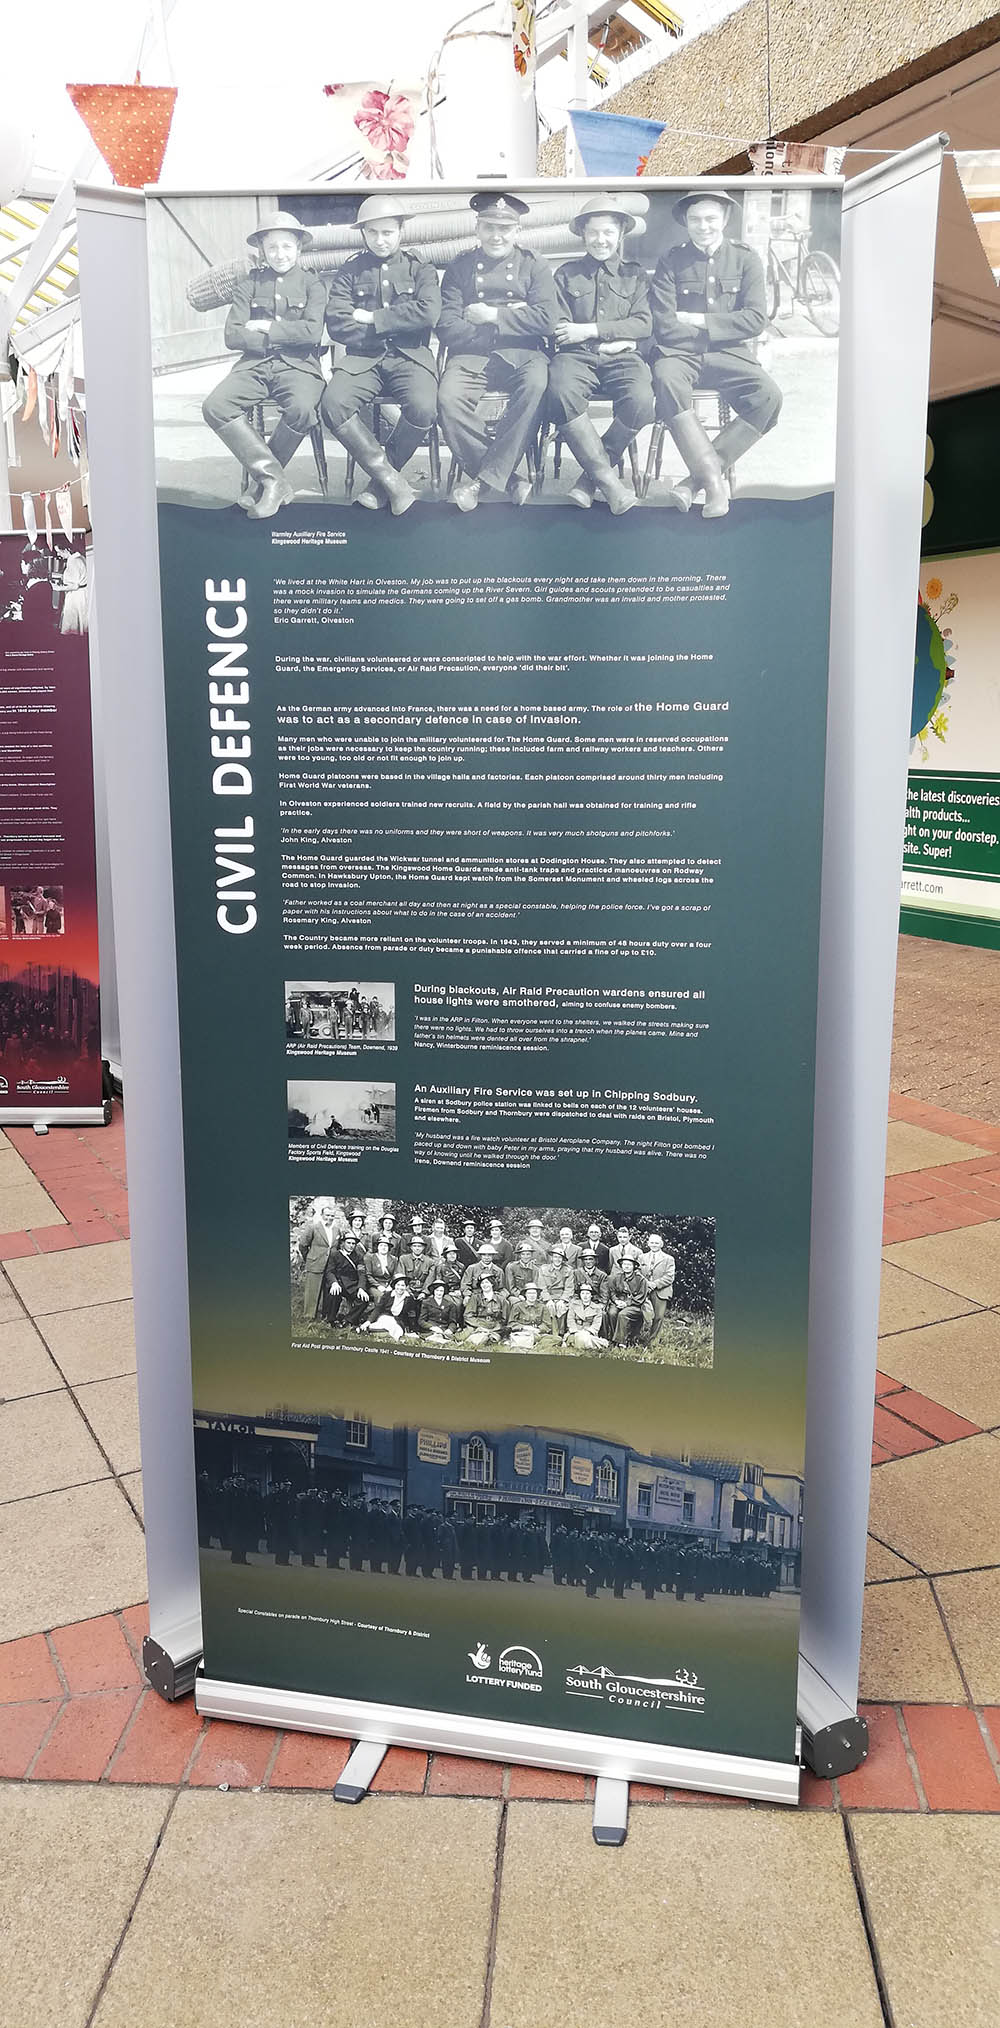 Warmley Auxiliary Fire Service
Kingswood Heritage Museum
CIVIL DEFENCE
'We lived at the White Hart in Olveston. My job was to put up the blackouts every night and take them down in the morning. There
was a mock invasion to simulate the Germans coming up the River Severn. Girl guides and scouts pretended to be casualties and
there were military teams and medics. They were going to set off a gas bomb. Grandmother was an invalid and mother protested,
so they didn't do it.'
Eric Garrett, Olveston
During the war, civilians volunteered or were conscripted to help with the war effort. Whether it was joining the Home
Guard, the Emergency Services, or Air Raid Precaution, everyone 'did their bit'.
As the German army advanced into France, there was a need for a home based army. The role of the Home Guard
was to act as a secondary defence in case of invasion.
Many men who were unable to join the military volunteered for The Home Guard. Some men were in reserved occupations
as their jobs were necessary to keep the country running; these included farm and railway workers and teachers. Others
were too young, too old or not fit enough to join up.
Home Guard platoons were based in the village halls and factories. Each platoon comprised around thirty men including
First World War veterans.
In Olveston experienced soldiers trained new recruits. A field by the parish hall was obtained for training and rifle
practice.
'In the early days there was no uniforms and they were short of weapons. It was very much shotguns and pitchforks.'
John King, Alveston
The Home Guard guarded the Wickwar tunnel and ammunition stores at Dodington House. They also attempted to detect
messages from overseas. The Kingswood Home Guards made anti-tank traps and practiced manoeuvres on Rodway
Common. In Hawksbury Upton, the Home Guard kept watch from the Somerset Monument and wheeled logs across the
road to stop invasion.
'Father worked as a coal merchant all day and then at night as a special constable, helping the police force. I've got a scrap of
paper with his instructions about what to do in the case of an accident.'
Rosemary King, Alveston
The Country became more reliant on the volunteer troops. In 1943, they served a minimum of 48 hours duty over a four
week period. Absence from parade or duty became a punishable offence that carried a fine of up to £10.
ARP (Air Raid Precautions) Team, Downend, 1939
Kingswood Heritage Museum
During blackouts, Air Raid Precaution wardens ensured all
house lights were smothered, aiming to confuse enemy bombers.
'I was in the ARP in Filton. When everyone went to the shelters, we walked the streets making sure
there were no lights. We had to throw ourselves into a trench when the planes came. Mine and
father's tin helmets were dented all over from the shrapnel.'
Nancy, Winterbourne reminiscence session.
Members of Civil Defence training on the Douglas
Factory Sports Field, Kingswood
Kingswood Heritage Museum
An Auxiliary Fire Service was set up in Chipping Sodbury.
A siren at Sodbury police station was linked to bells on each of the 12 volunteers' houses.
Firemen from Sodbury and Thornbury were dispatched to deal with raids on Bristol, Plymouth
and elsewhere.
'My husband was a fire watch volunteer at Bristol Aeroplane Company. The night Filton got bombed I
paced up and down with baby Peter in my arms, praying that my husband was alive. There was no
way of knowing until he walked through the door.'
Irene, Downend reminiscence session
First Aid Post group at Thornbury Castle 1941 - Courtesy of Thornbury & District Museum
TAYLOR
PHILLIPS
Special Constables on parade on Thornbury High Street - Courtesy of Thornbury & District
heritage
lottery fund
LOTTERY FUNDED
South Gloucestershire
Council
South Gloucestershire
Council
the latest discoveries
alth products...
ght on your doorstep.
site. Super!
arrett.com